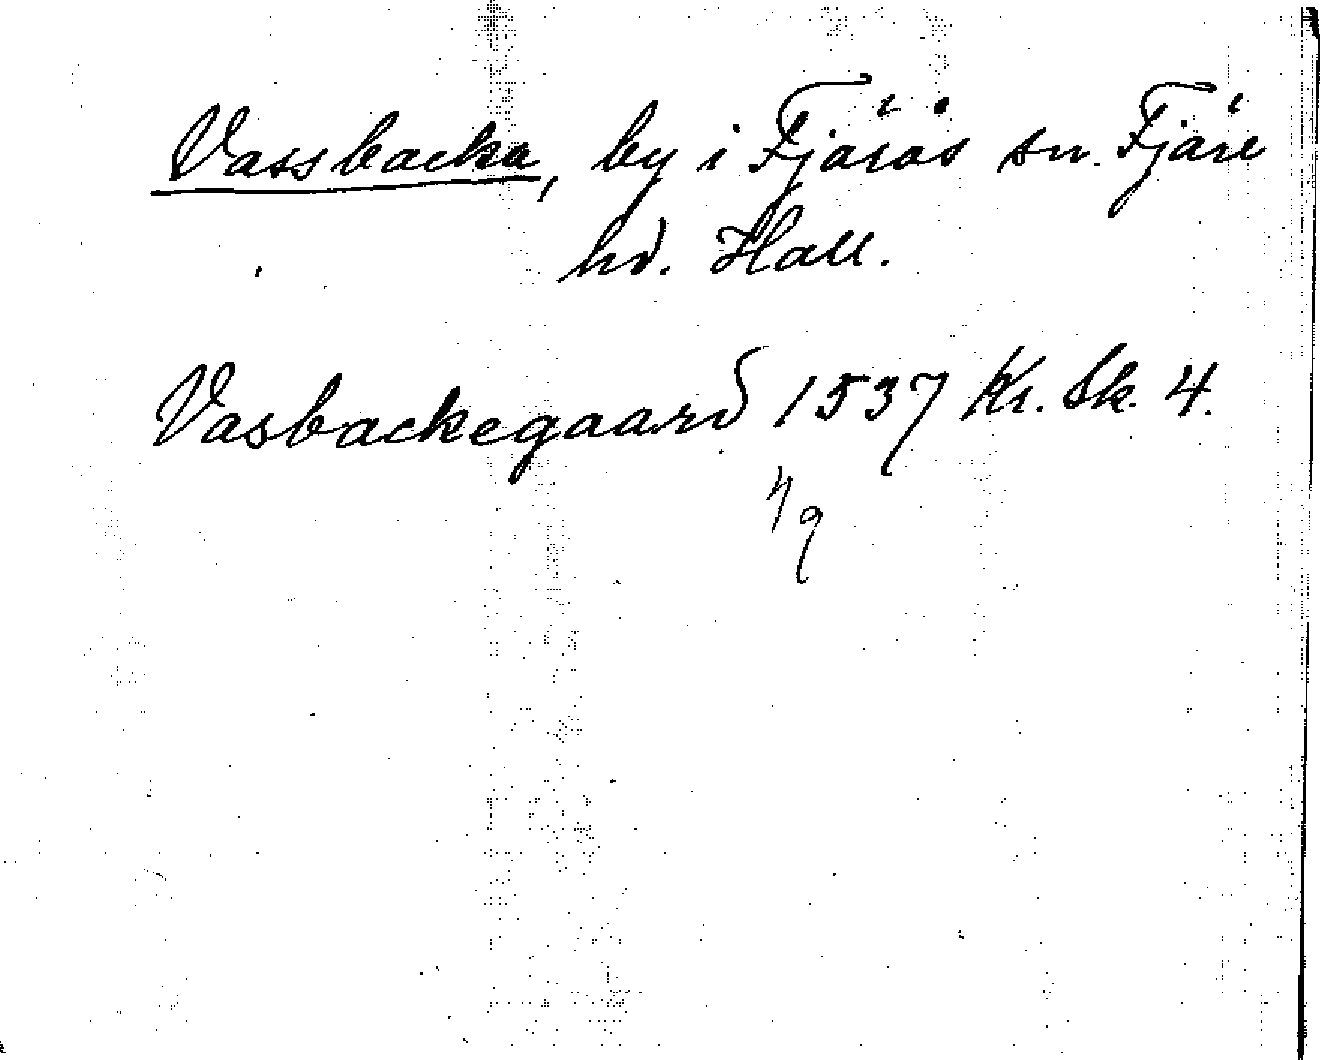 Vassbacka, by i Fjärås sn. Fjäre
hd. Hall.
Vasbackegaard 1537 Kr. Sk. 4.
4/9